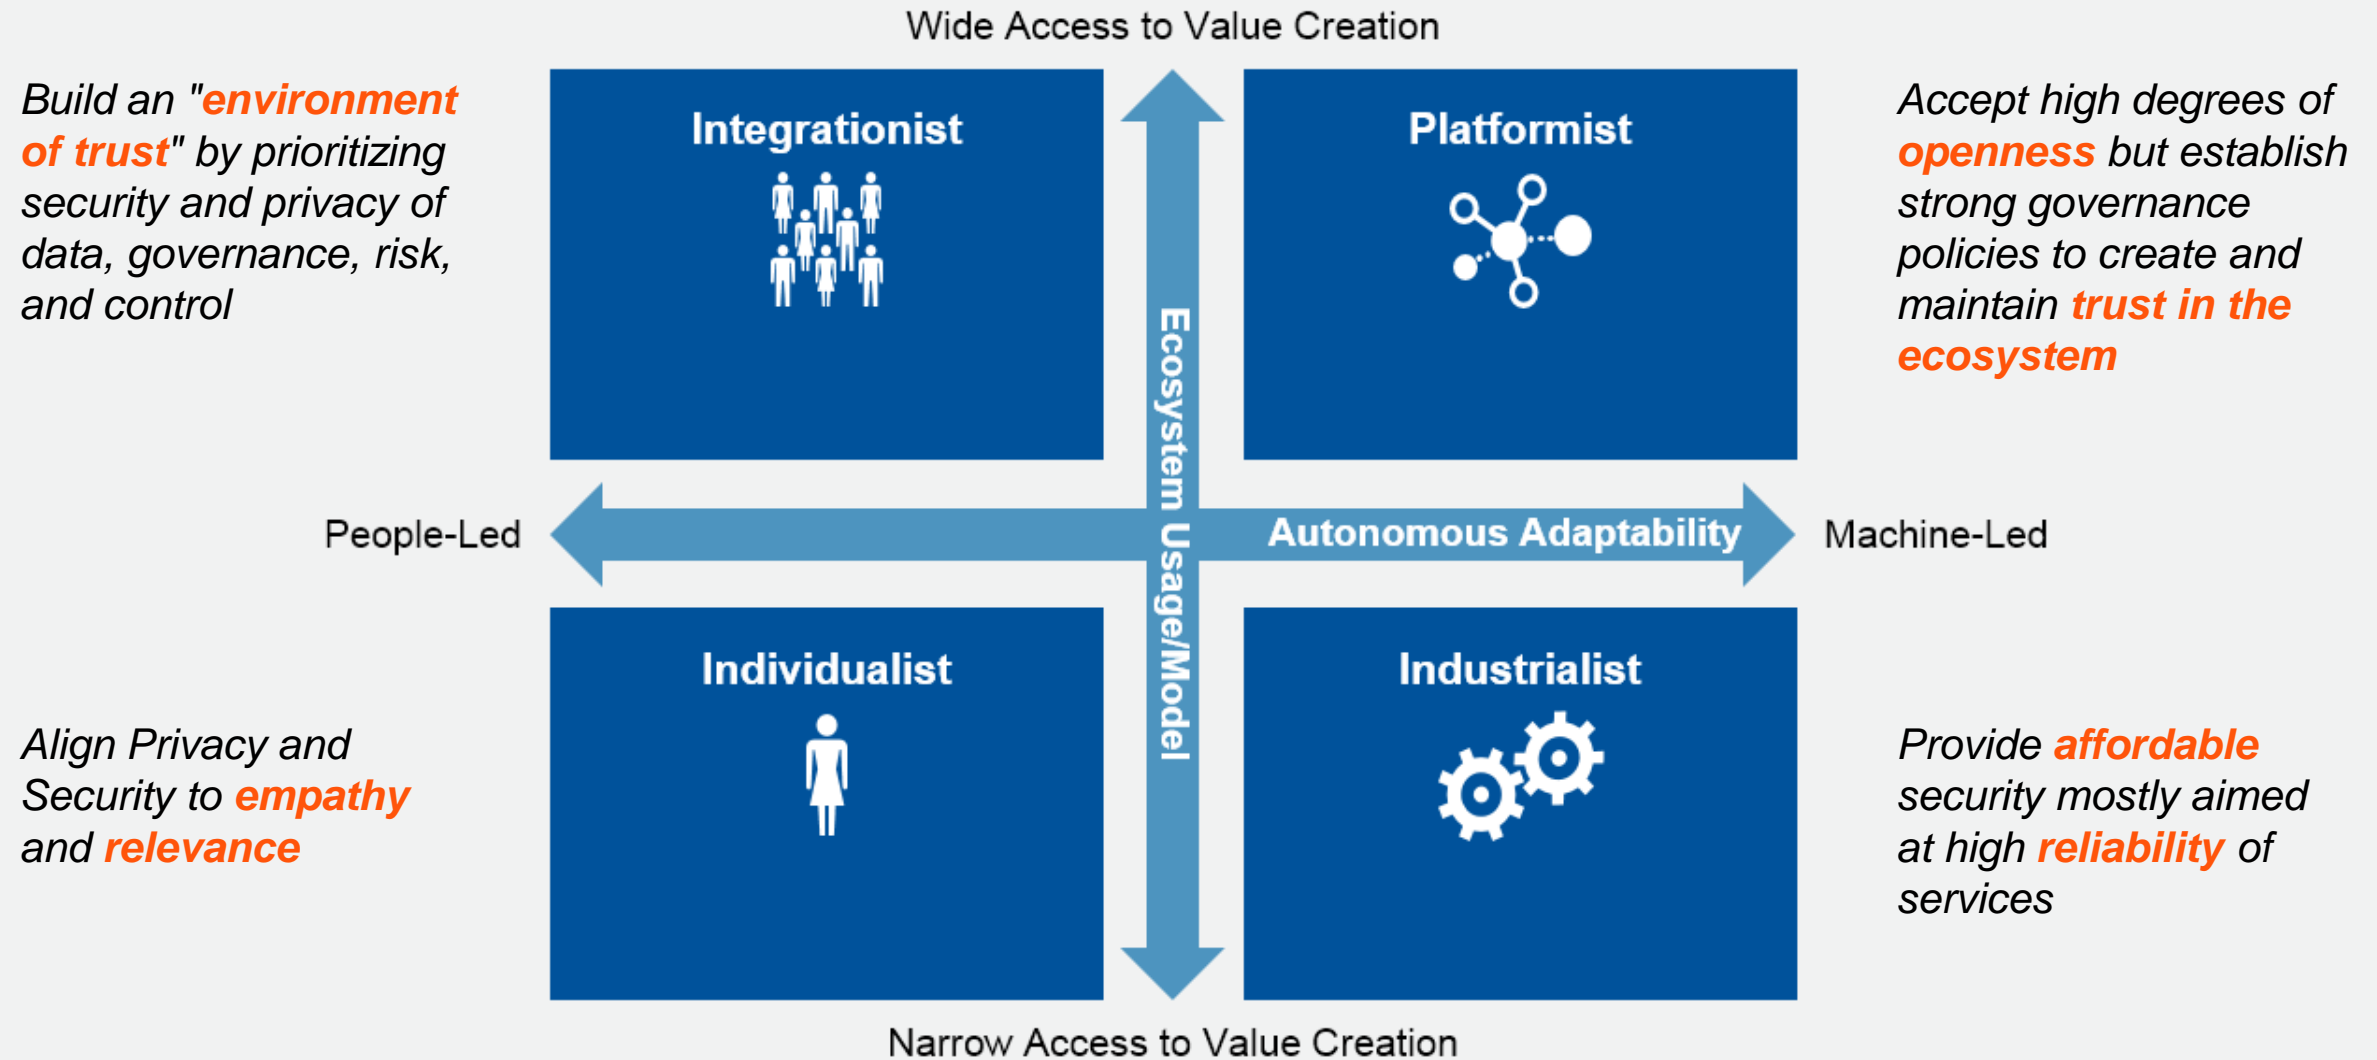 Wide Access to Value Creation
Build an "environment
of trust" by prioritizing
security and privacy of
data, governance, risk,
and control
Integrationist
Platformist
Accept high degrees of
openness but establish
strong governance
policies to create and
maintain trust in the
ecosystem
Ecosystem Usage/Model
People-Led
Autonomous Adaptability
Machine-Led
Align Privacy and
Security to empathy
and relevance
Individualist
Industrialist
Provide affordable
security mostly aimed
at high reliability of
services
Narrow Access to Value Creation